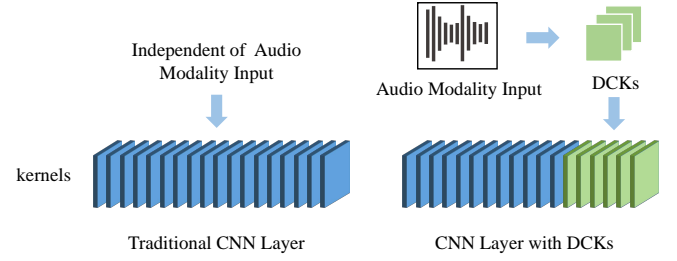 Independent of Audio
Modality Input
Audio Modality Input
DCKs
kernels
Traditional CNN Layer
CNN Layer with DCKs